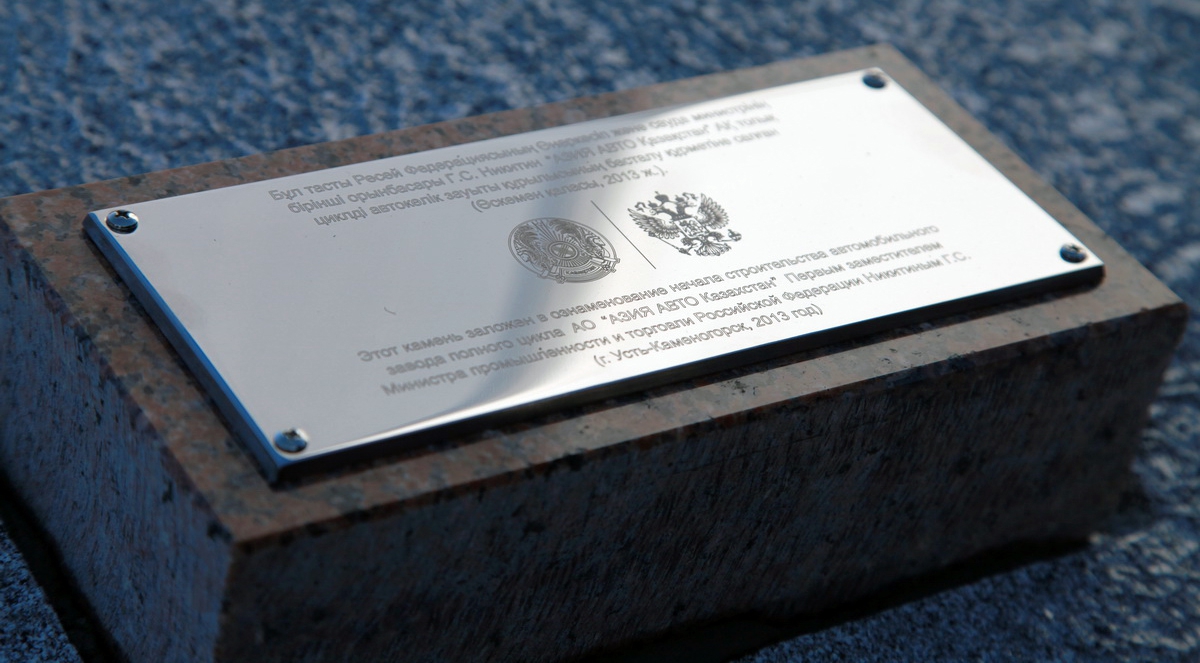 Бұл тасты Ресей Федерациясының Өнеркәсіп және сауда министрінің
бірінші орынбасары Г.С. Никитин "АЗИЯ АВТО Қазақстан" АҚ толық
циклді автокөлік зауыты құрылысының басталу құрметіне салған
(Өскемен қаласы, 2013 ж.).
Этот камень заложен в ознаменование начала строительства автомобильного
завода полного цикла АО "АЗИЯ АВТО Казахстан" Первым заместителем
Министра промышленности и торговли Российской Федерации Никитиным Г.С.
(г. Усть-Каменогорск, 2013 год)